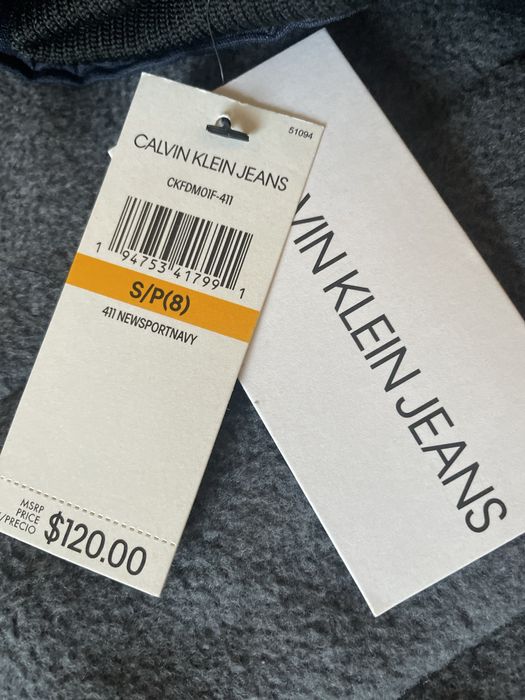 51094
CALVIN KLEIN JEANS
CKFDM01F-411
1 94753 41799 1
S/P(8)
411 NEWSPORTNAVY
MSRP
PRICE
/PRECIO
$120.00
VIN KLEIN JEANS